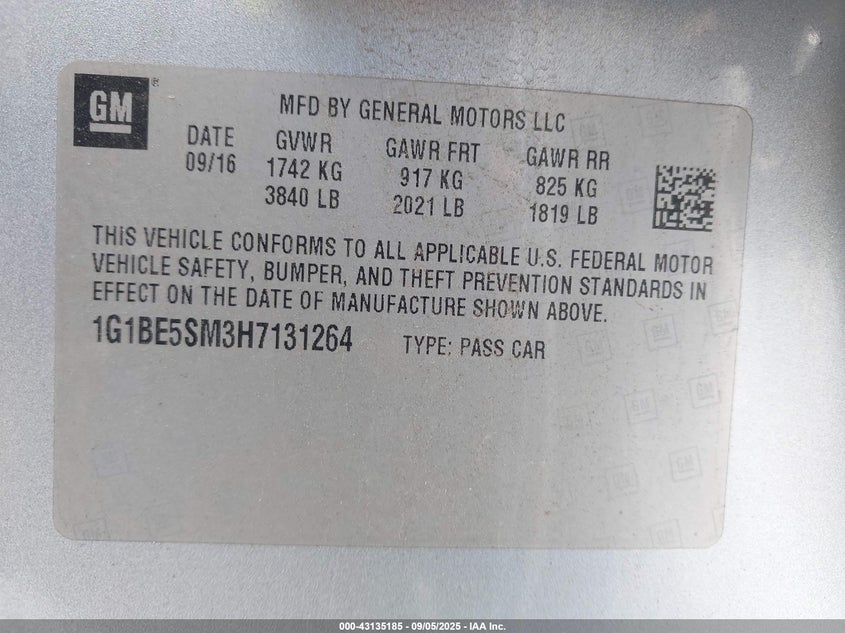 GM
MFD BY GENERAL MOTORS LLC
DATE GVWR GAWR FRT GAWR RR
09/16 1742 KG 917 KG 825 KG
3840 LB 2021 LB 1819 LB
THIS VEHICLE CONFORMS TO ALL APPLICABLE U.S. FEDERAL MOTOR
VEHICLE SAFETY, BUMPER, AND THEFT PREVENTION STANDARDS IN
EFFECT ON THE DATE OF MANUFACTURE SHOWN ABOVE.
1G1BE5SM3H7131264 TYPE: PASS CAR
000-43135185 - 09/05/2025 - IAA Inc.